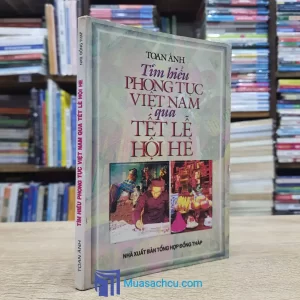 TOAN ÁNH
Tìm hiểu
PHONG TỤC
VIỆT NAM
qua
TẾT LỄ
HỘI HÈ
NHÀ XUẤT BẢN TỔNG HỢP ĐỒNG THÁP
TOAN ÁNH
TÌM HIỂU PHONG TỤC VIỆT NAM QUA TẾT LỄ HỘI HÈ
Muasachcu.com